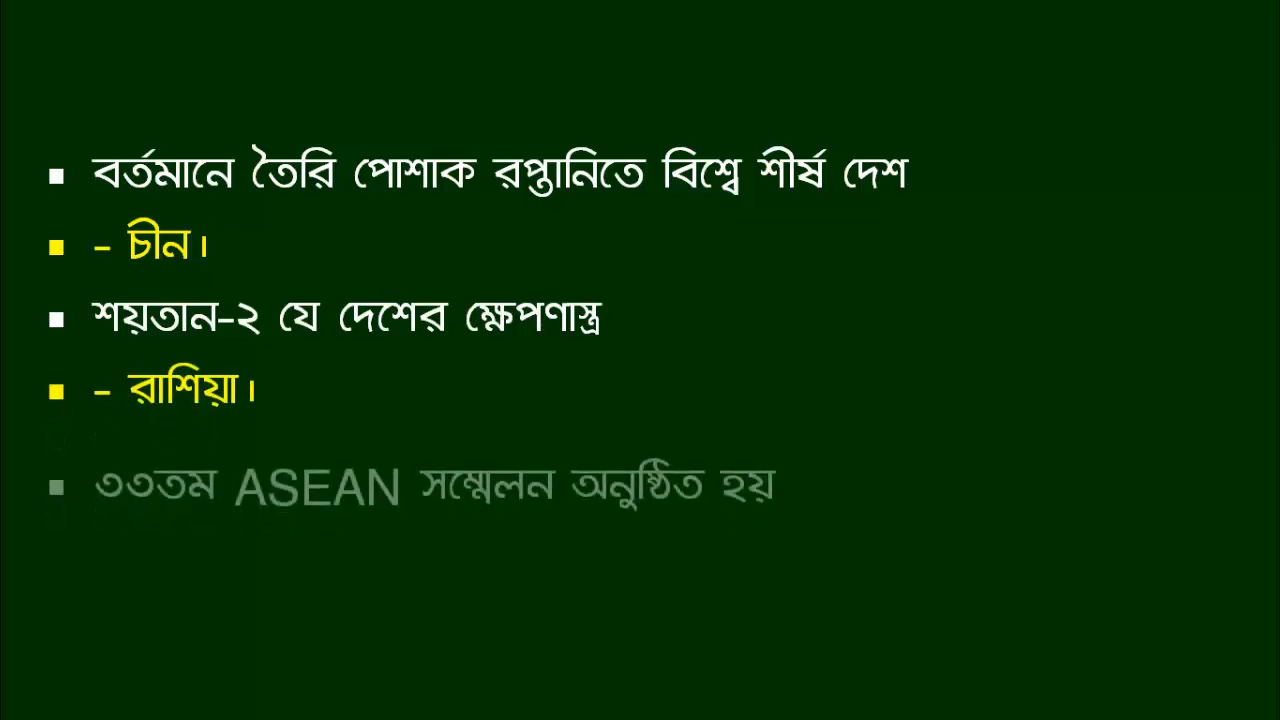 ▪ বর্তমানে তৈরি পোশাক রপ্তানিতে বিশ্বে শীর্ষ দেশ
▪ - চীন।
▪ শয়তান-২ যে দেশের ক্ষেপণাস্ত্র
▪ - রাশিয়া।
▪ ৩৩তম ASEAN সম্মেলন অনুষ্ঠিত হয়